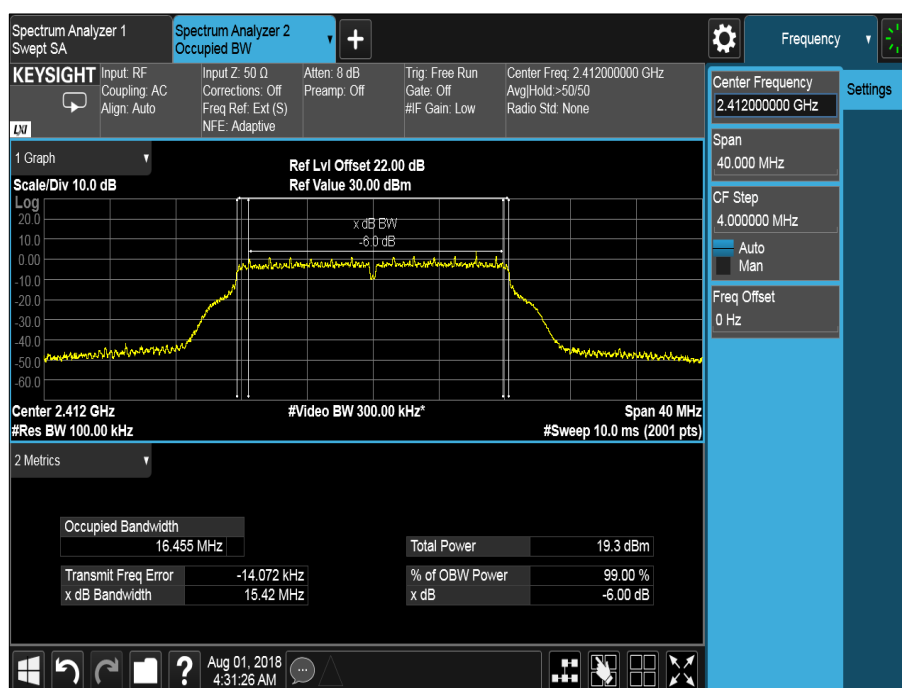 Spectrum Analyzer 1
Swept SA
Spectrum Analyzer 2
Occupied BW
Frequency
KEYSIGHT
LXI
Input: RF
Coupling: AC
Align: Auto
Input Z: 50 Ω
Corrections: Off
Freq Ref: Ext (S)
NFE: Adaptive
Atten: 8 dB
Preamp: Off
Trig: Free Run
Gate: Off
#IF Gain: Low
Center Freq: 2.412000000 GHz
Avg|Hold:>50/50
Radio Std: None
Center Frequency
2.412000000 GHz
Settings
Span
40.000 MHz
CF Step
4.000000 MHz
Auto
Man
Freq Offset
0 Hz
1 Graph
Scale/Div 10.0 dB
Ref Lvl Offset 22.00 dB
Ref Value 30.00 dBm
Log
20.0
10.0
0.00
-10.0
-20.0
-30.0
-40.0
-50.0
-60.0
x dB BW
-6.0 dB
Center 2.412 GHz
#Video BW 300.00 kHz*
Span 40 MHz
#Res BW 100.00 kHz
#Sweep 10.0 ms (2001 pts)
2 Metrics
Occupied Bandwidth
16.455 MHz
Total Power 19.3 dBm
Transmit Freq Error -14.072 kHz
% of OBW Power 99.00 %
x dB Bandwidth 15.42 MHz
x dB -6.00 dB
?
Aug 01, 2018
4:31:26 AM